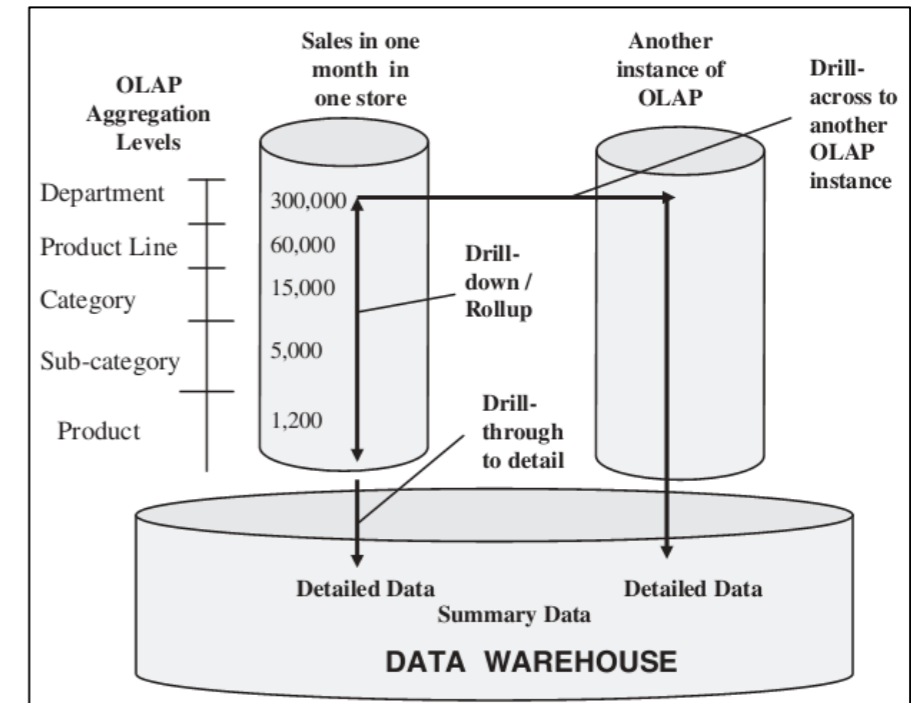 OLAP
Aggregation
Levels
Sales in one
month in
one store
Another
instance of
OLAP
Drill-
across to
another
OLAP
instance
Department
Product Line
Category
Sub-category
Product
300,000
60,000
15,000
5,000
1,200
Drill-
down /
Rollup
Drill-
through
to detail
Detailed Data
Detailed Data
Summary Data
DATA WAREHOUSE